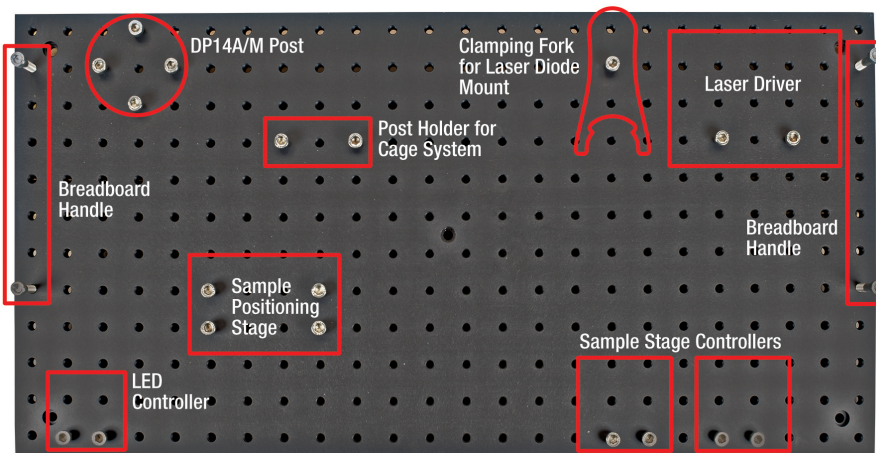 DP14A/M Post
Clamping Fork
for Laser Diode
Mount
Laser Driver
Post Holder for
Cage System
Breadboard
Handle
Breadboard
Handle
Sample
Positioning
Stage
Sample Stage Controllers
LED
Controller